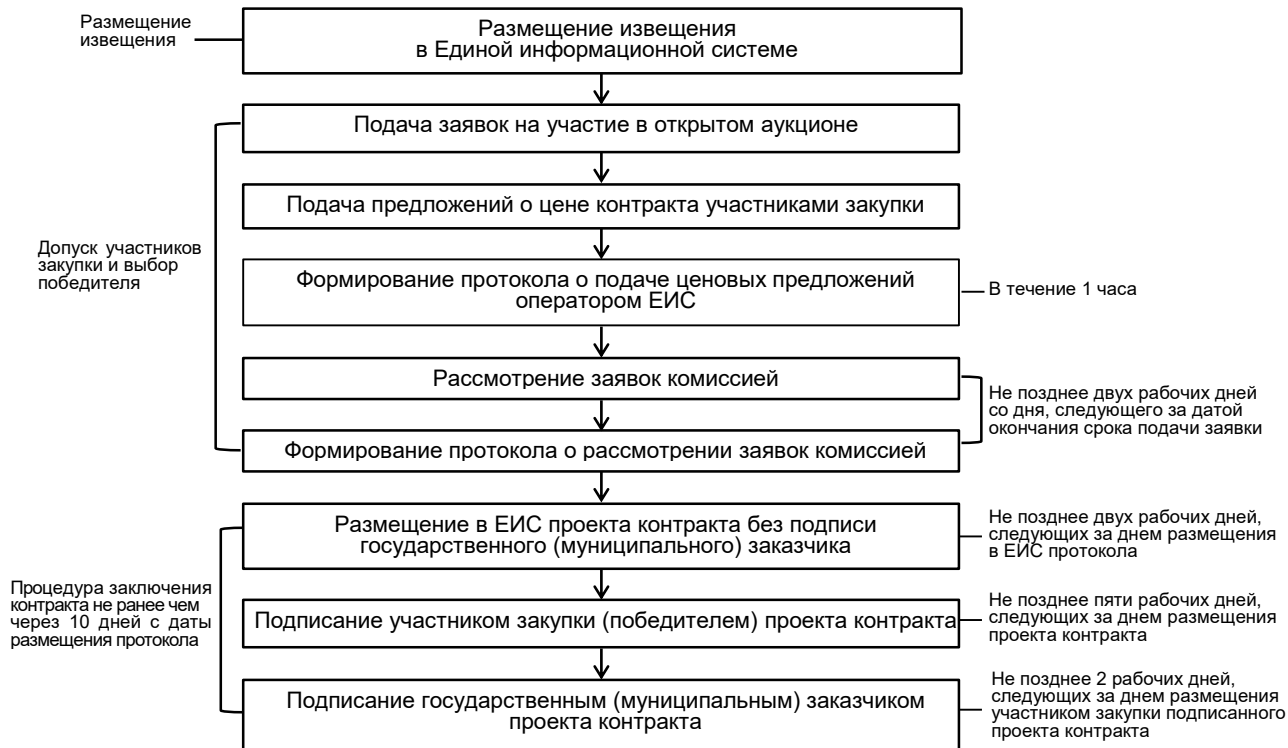 Размещение
извещения
Размещение извещения
в Единой информационной системе
Подача заявок на участие в открытом аукционе
Подача предложений о цене контракта участниками закупки
Допуск участников
закупки и выбор
победителя
Формирование протокола о подаче ценовых предложений
оператором ЕИС
В течение 1 часа
Рассмотрение заявок комиссией
Не позднее двух рабочих дней
со дня, следующего за датой
окончания срока подачи заявки
Формирование протокола о рассмотрении заявок комиссией
Размещение в ЕИС проекта контракта без подписи
государственного (муниципального) заказчика
Не позднее двух рабочих дней,
следующих за днем размещения
в ЕИС протокола
Процедура заключения
контракта не ранее чем
через 10 дней с даты
размещения протокола
Подписание участником закупки (победителем) проекта контракта
Не позднее пяти рабочих дней,
следующих за днем размещения
проекта контракта
Подписание государственным (муниципальным) заказчиком
проекта контракта
Не позднее 2 рабочих дней,
следующих за днем размещения
участником закупки подписанного
проекта контракта